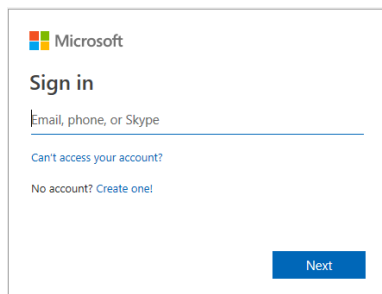 Microsoft
Sign in
Email, phone, or Skype
Can't access your account?
No account? Create one!
Next